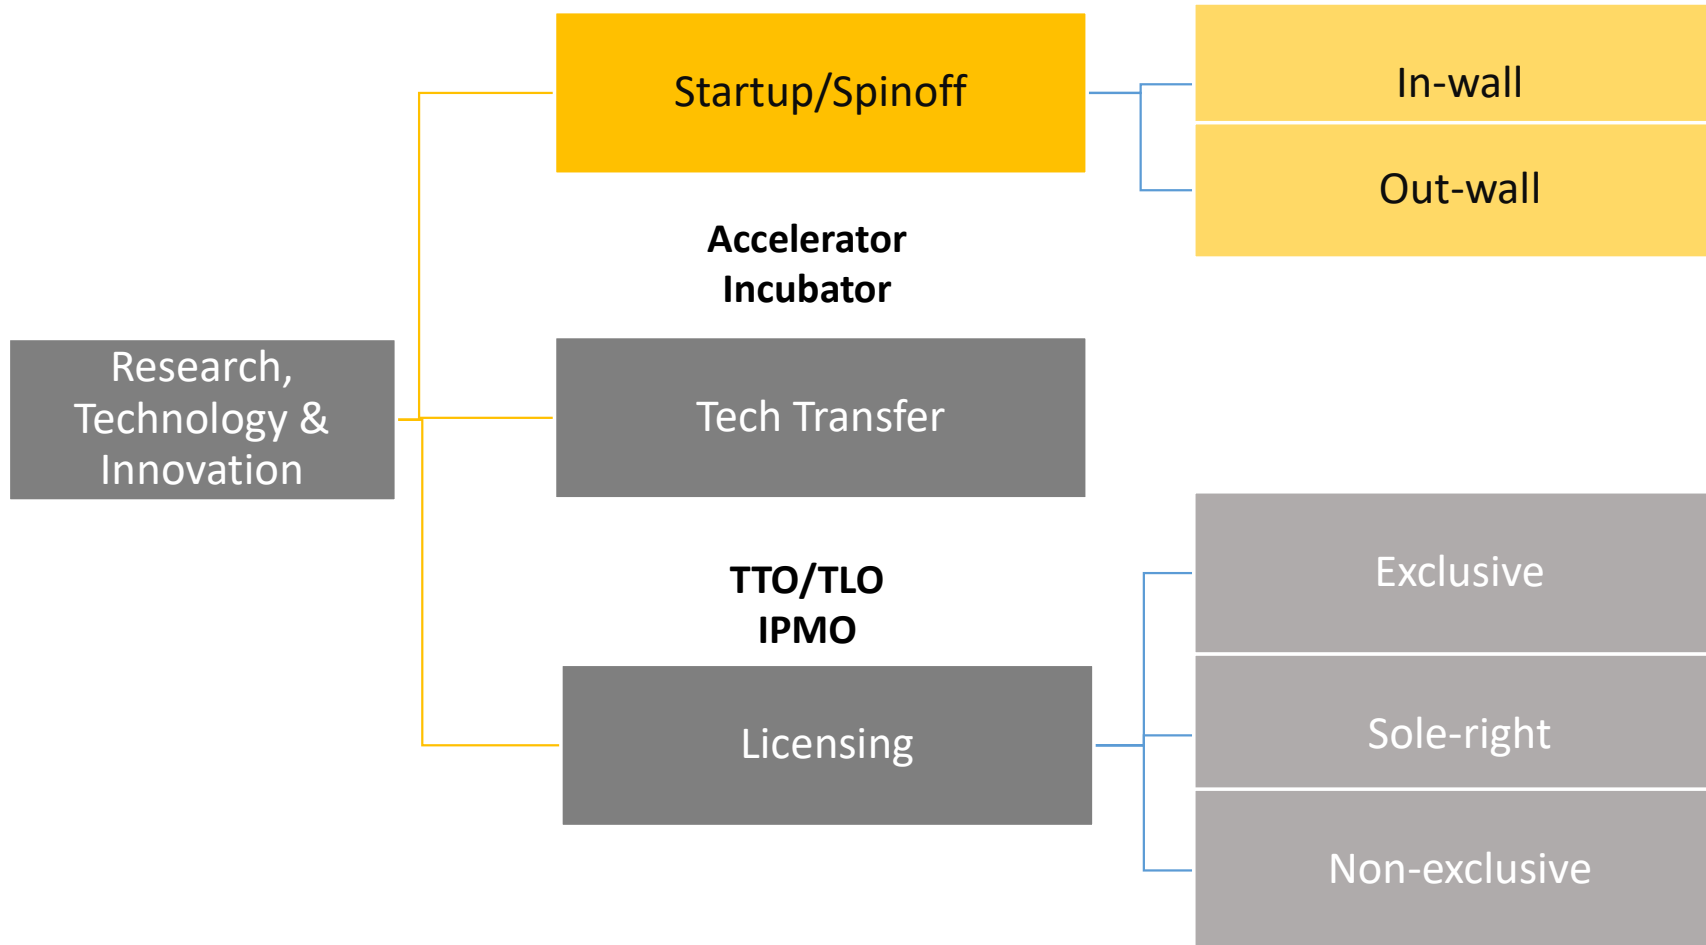 Research,
Technology &
Innovation
Startup/Spinoff
In-wall
Out-wall
Accelerator
Incubator
Tech Transfer
TTO/TLO
IPMO
Licensing
Exclusive
Sole-right
Non-exclusive